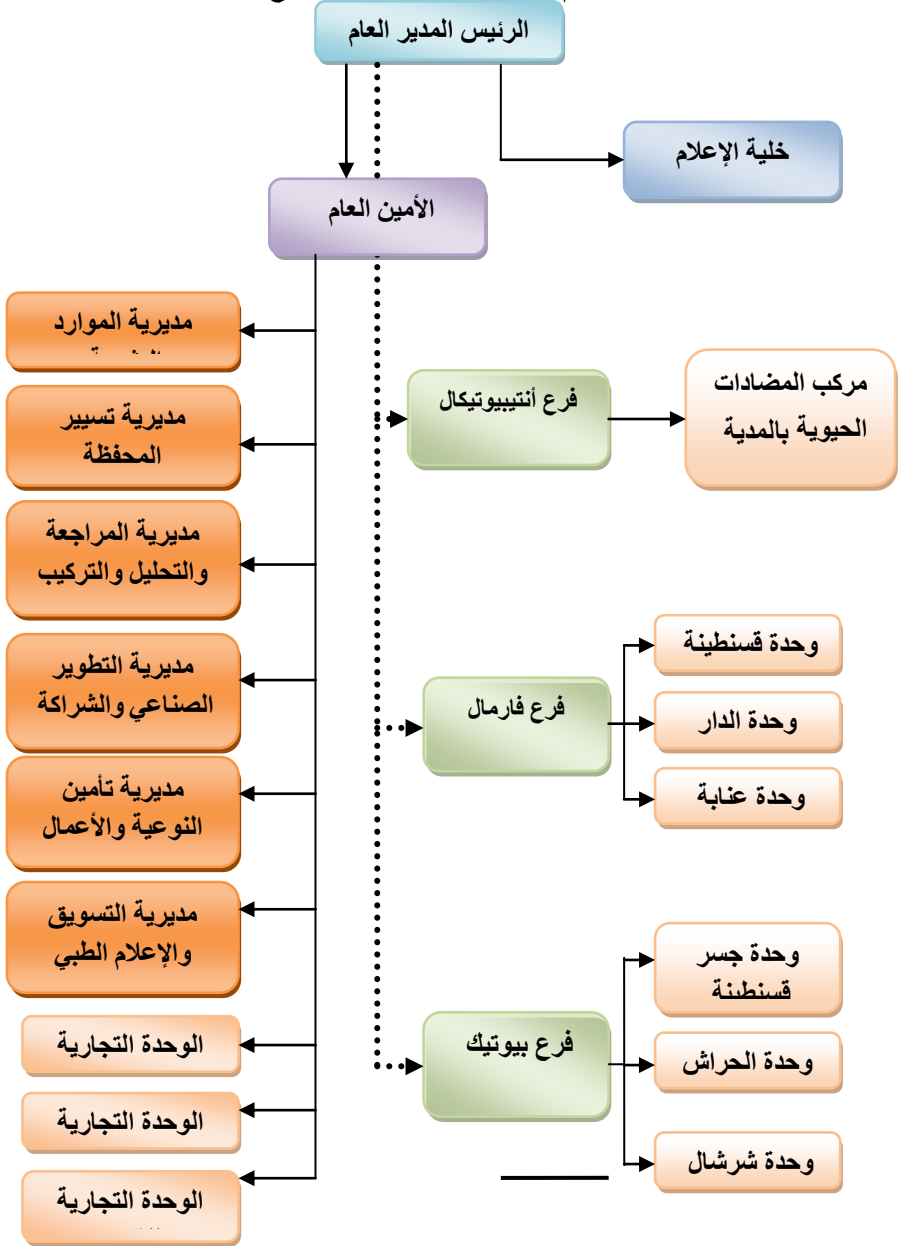 الرئيس المدير العام
خلية الإعلام
الأمين العام
مديرية الموارد
مديرية تسيير
المحفظة
مديرية المراجعة
والتحليل والتركيب
مديرية التطوير
الصناعي والشراكة
مديرية تأمين
النوعية والأعمال
مديرية التسويق
والإعلام الطبي
الوحدة التجارية
الوحدة التجارية
الوحدة التجارية
فرع أنتيبيوتيكال
مركب المضادات
الحيوية بالمدية
فرع فارمال
وحدة قسنطينة
وحدة الدار
وحدة عنابة
فرع بيوتيك
وحدة جسر
قسنطينة
وحدة الحراش
وحدة شرشال